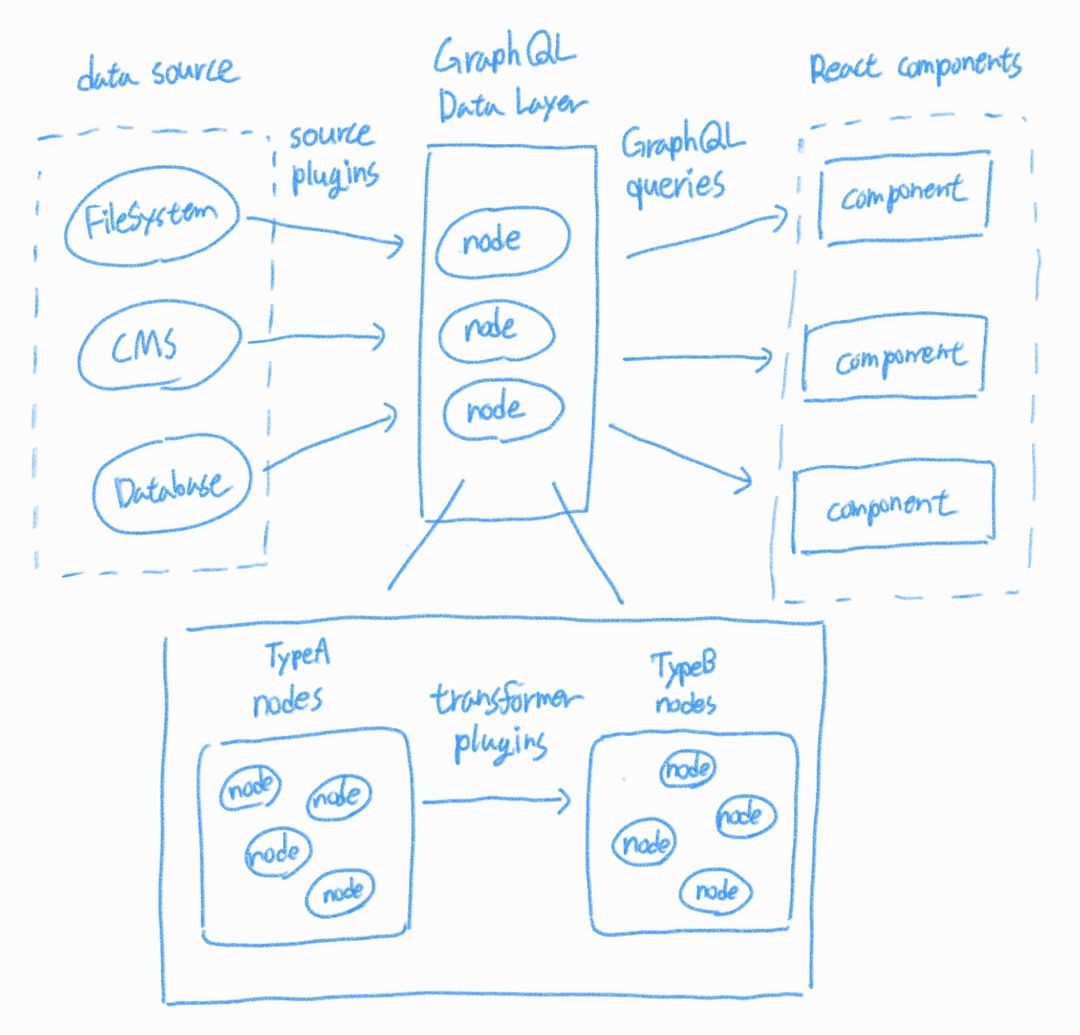 data source
GraphQL
Data Layer
React components
source
plugins
GraphQL
queries
FileSystem
CMS
Database
node
node
node
component
component
component
TypeA
nodes
transformer
plugins
TypeB
nodes
node
node
node
node
node
node
node
node